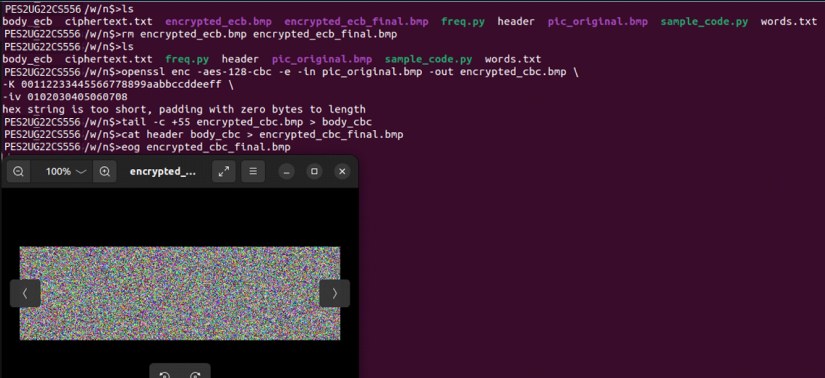 PES2UG22CS556 /w/n$>ls
body_ecb ciphertext.txt encrypted_ecb.bmp encrypted_ecb_final.bmp freq.py header pic_original.bmp sample_code.py words.txt
PES2UG22CS556 /w/n$>rm encrypted_ecb.bmp encrypted_ecb_final.bmp
PES2UG22CS556 /w/n$>ls
body_ecb ciphertext.txt freq.py header pic_original.bmp sample_code.py words.txt
PES2UG22CS556 /w/n$>openssl enc -aes-128-cbc -e -in pic_original.bmp -out encrypted_cbc.bmp \
-K 00112233445566778899aabbccddeeff \
-iv 0102030405060708
hex string is too short, padding with zero bytes to length
PES2UG22CS556 /w/n$>tail -c +55 encrypted_cbc.bmp > body_cbc
PES2UG22CS556 /w/n$>cat header body_cbc > encrypted_cbc_final.bmp
PES2UG22CS556 /w/n$>eog encrypted_cbc_final.bmp
100% encrypted_...